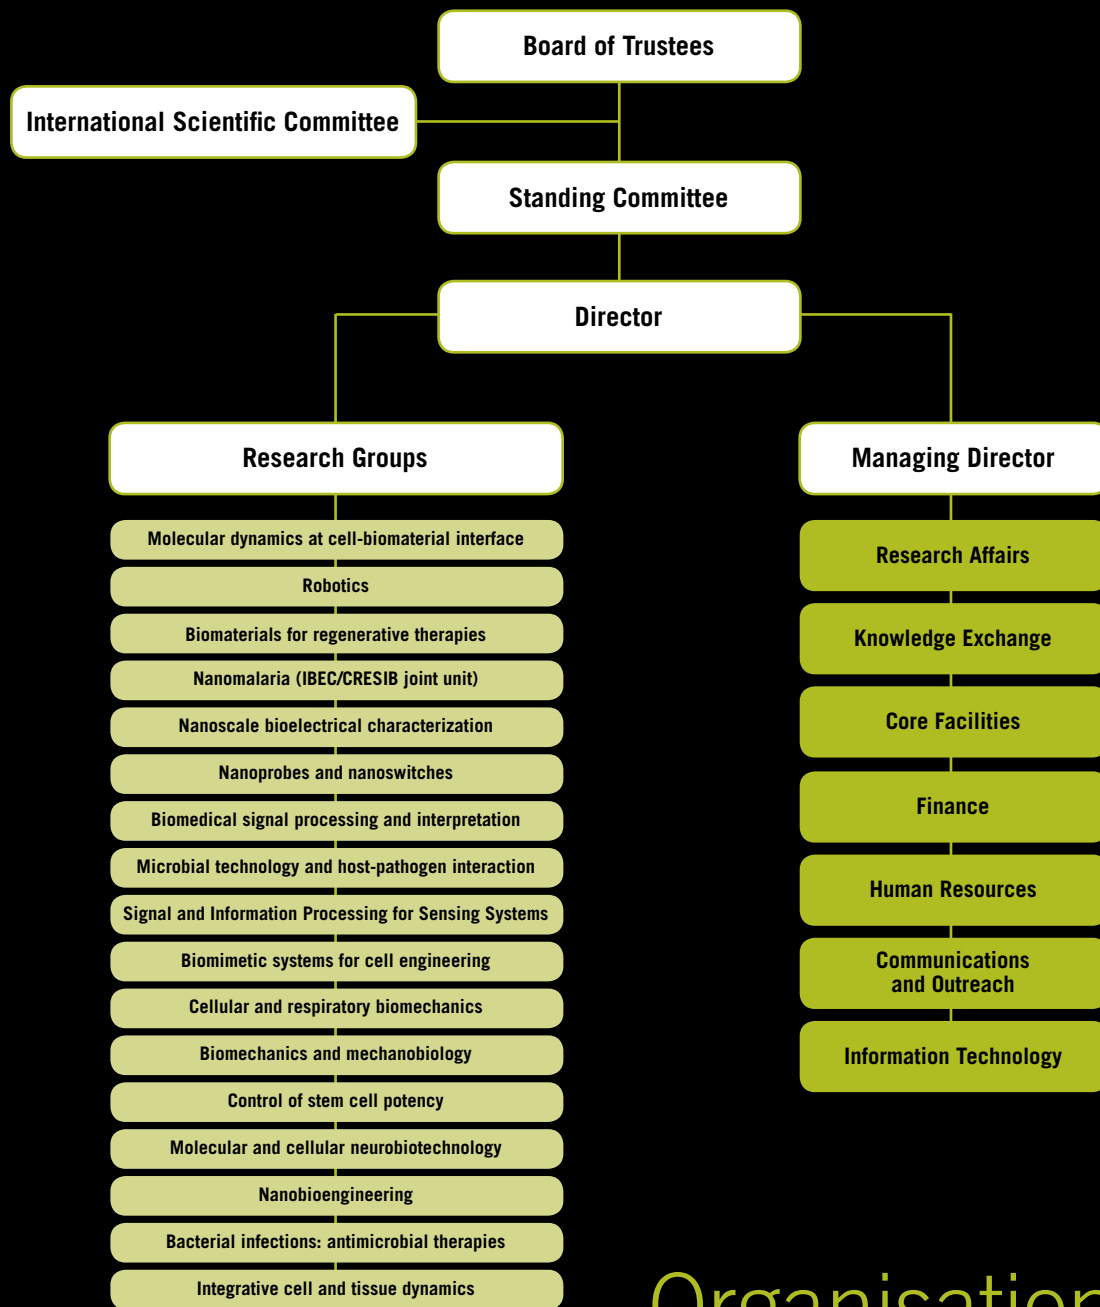 Board of Trustees
International Scientific Committee
Standing Committee
Director
Research Groups
Molecular dynamics at cell-biomaterial interface
Robotics
Biomaterials for regenerative therapies
Nanomalaria (IBEC/CRESIB joint unit)
Nanoscale bioelectrical characterization
Nanoprobes and nanoswitches
Biomedical signal processing and interpretation
Microbial technology and host-pathogen interaction
Signal and Information Processing for Sensing Systems
Biomimetic systems for cell engineering
Cellular and respiratory biomechanics
Biomechanics and mechanobiology
Control of stem cell potency
Molecular and cellular neurobiotechnology
Nanobioengineering
Bacterial infections: antimicrobial therapies
Integrative cell and tissue dynamics
Managing Director
Research Affairs
Knowledge Exchange
Core Facilities
Finance
Human Resources
Communications
and Outreach
Information Technology
Organisation